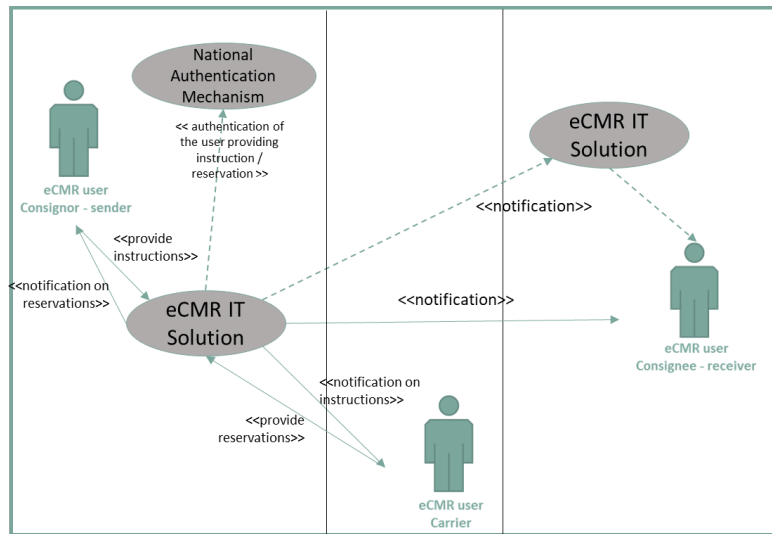 National
Authentication
Mechanism
<< authentication of
the user providing
instruction /
reservation >>
eCMR user
Consignor - sender
eCMR IT
Solution
<<notification>>
<<provide
instructions>>
<<notification on
reservations>>
eCMR IT
Solution
<<notification>>
eCMR user
Consignee - receiver
<<notification on
instructions>>
<<provide
reservations>>
eCMR user
Carrier